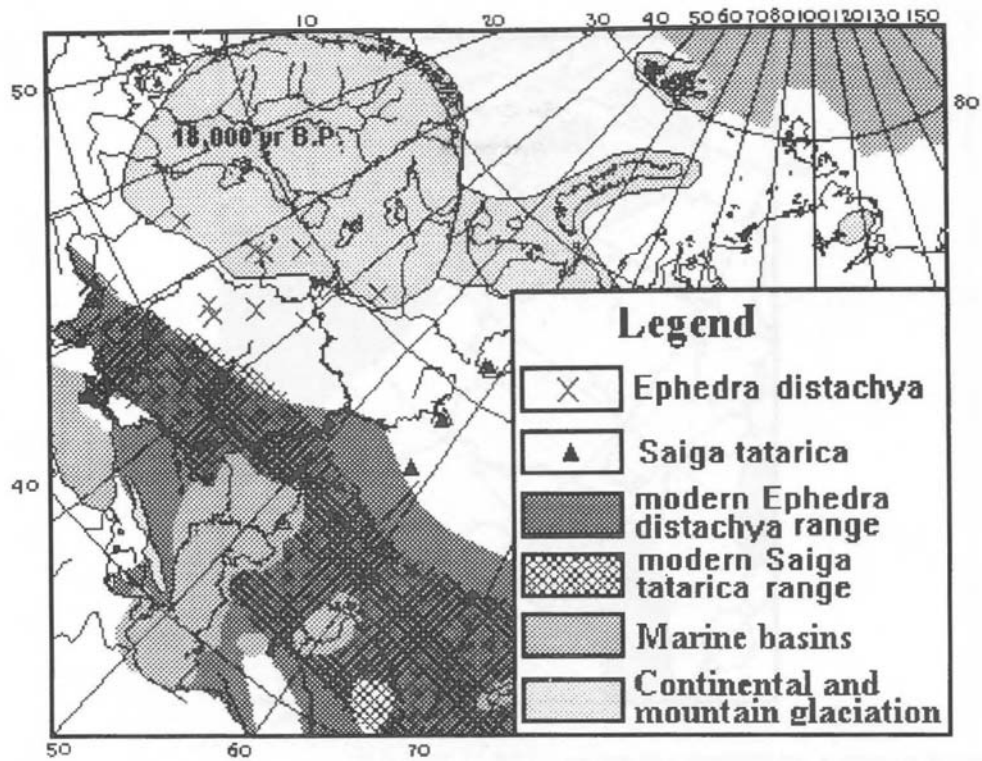 10 20 30 40 50 60 70 80 100 120 130 150
50
80
18,000 yr B.P.
40
Legend
Ephedra distachya
Saiga tatarica
modern Ephedra
distachya range
modern Saiga
tatarica range
Marine basins
Continental and
mountain glaciation
50 60 70